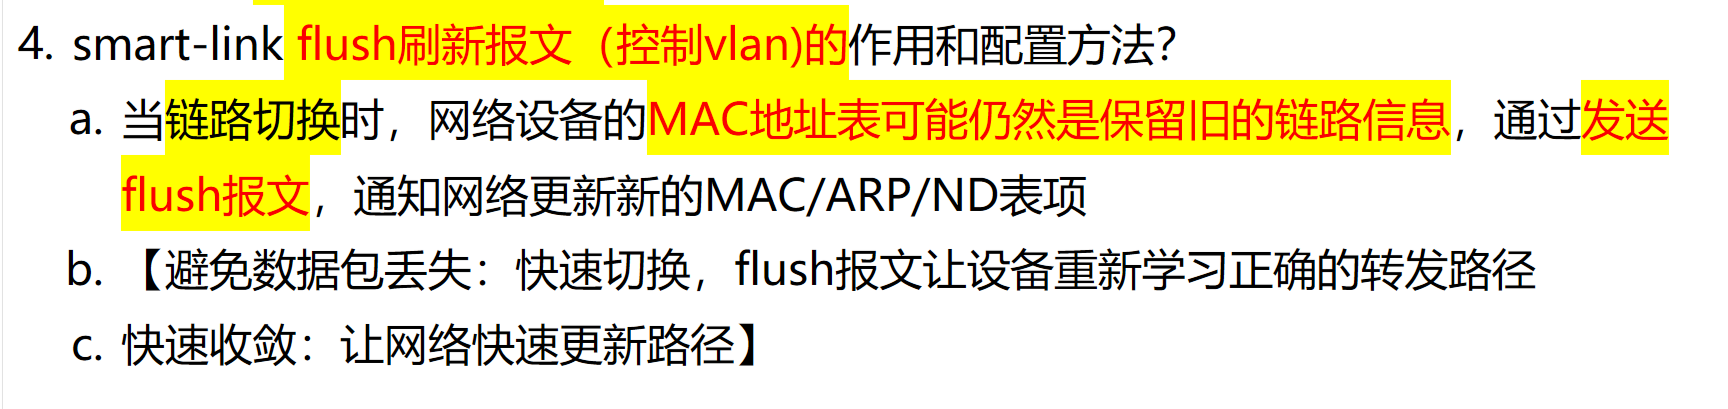 4. smart-link flush刷新报文（控制vlan)的作用和配置方法？
a. 当链路切换时，网络设备的MAC地址表可能仍然是保留旧的链路信息，通过发送
flush报文，通知网络更新新的MAC/ARP/ND表项
b. 【避免数据包丢失：快速切换，flush报文让设备重新学习正确的转发路径
c. 快速收敛：让网络快速更新路径】